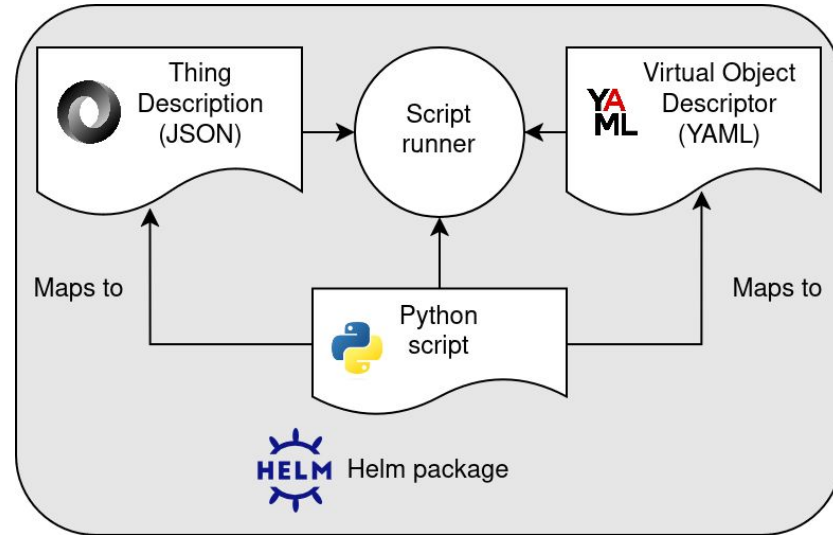 Thing
Description
(JSON)
Script
runner
YA
ML
Virtual Object
Descriptor
(YAML)
Maps to
Maps to
Python
script
HELM
Helm package